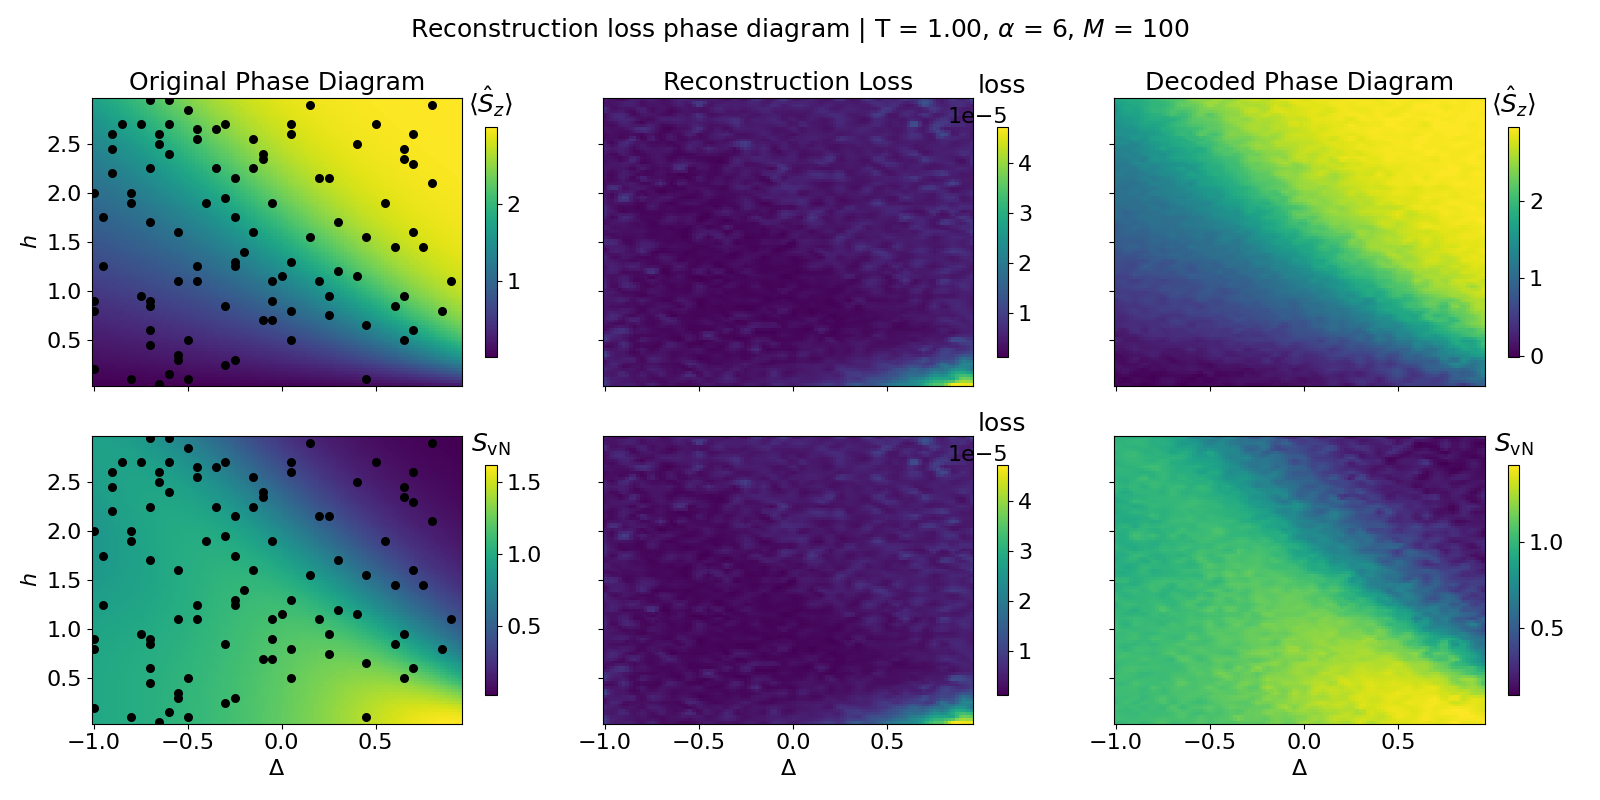 Reconstruction loss phase diagram | T = 1.00, α = 6, M = 100
Original Phase Diagram
⟨Ŝ_z⟩
2.5
2.0
1.5
1.0
0.5
h
2
1
Reconstruction Loss
loss
1e−5
4
3
2
1
Decoded Phase Diagram
⟨Ŝ_z⟩
2
1
0
S_vN
2.5
2.0
1.5
1.0
0.5
h
−1.0 −0.5 0.0 0.5
Δ
1.5
1.0
0.5
loss
1e−5
4
3
2
1
−1.0 −0.5 0.0 0.5
Δ
S_vN
1.0
0.5
−1.0 −0.5 0.0 0.5
Δ